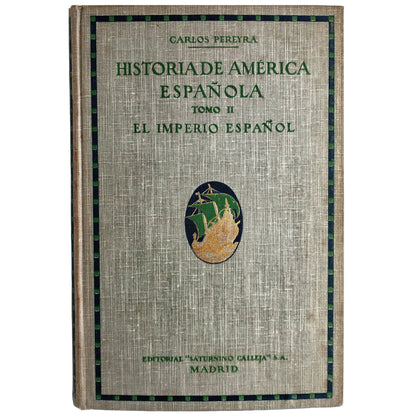 CARLOS PEREYRA
HISTORIA DE AMÉRICA
ESPAÑOLA
TOMO II
EL IMPERIO ESPAÑOL
EDITORIAL "SATURNINO CALLEJA" S.A.
MADRID